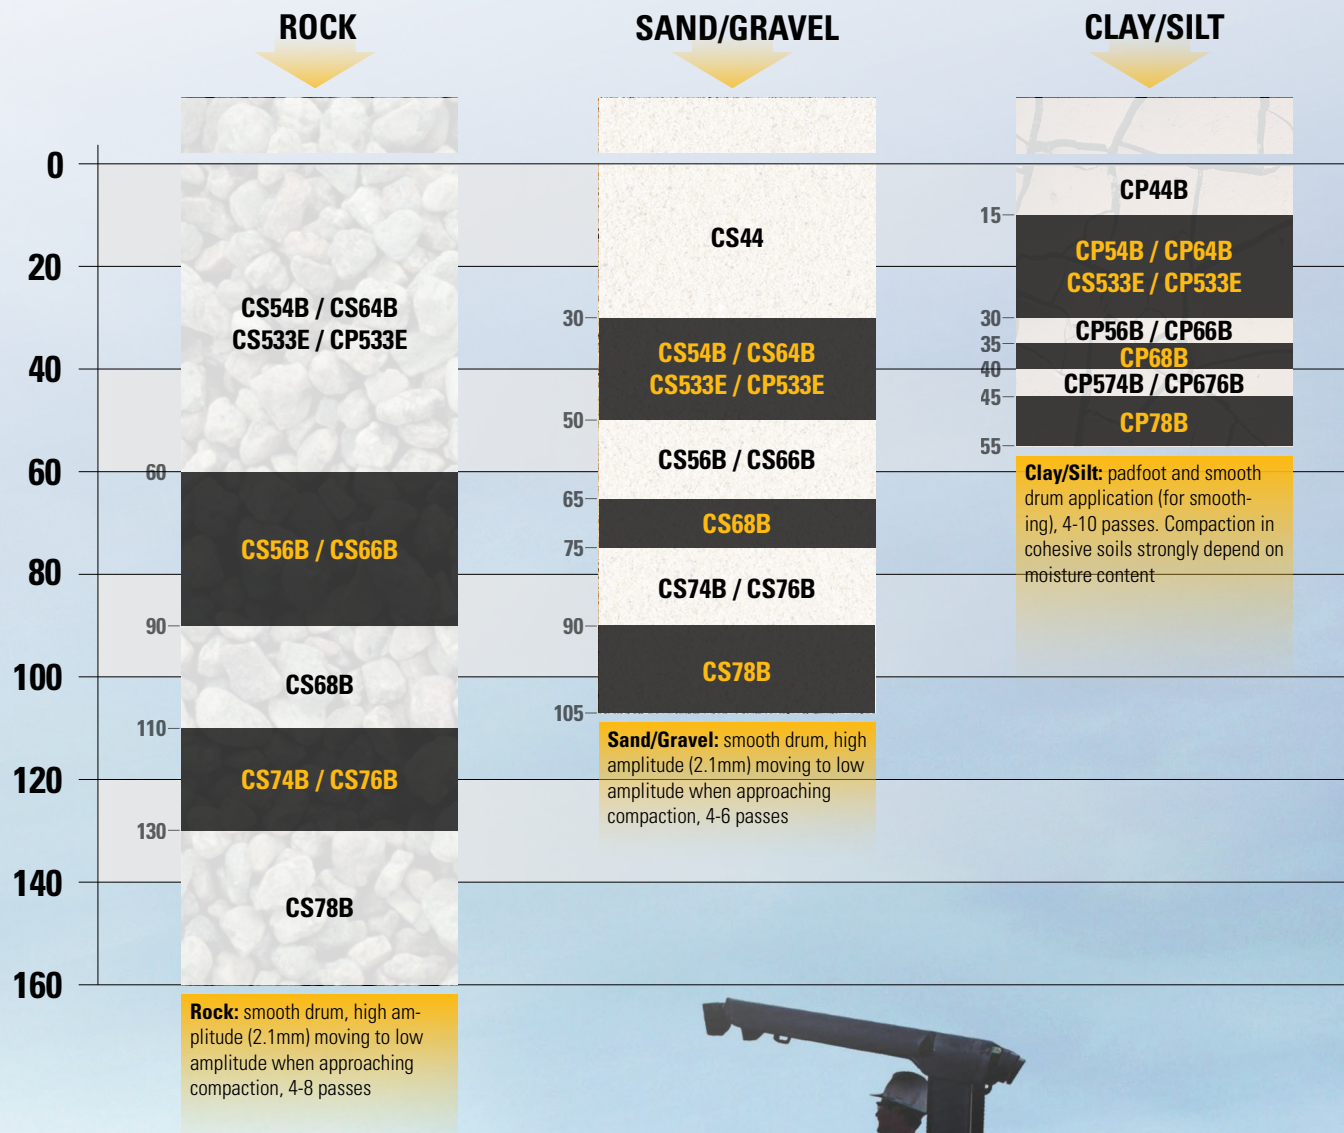 ROCK
SAND/GRAVEL
CLAY/SILT
0
20
40
60
80
100
120
140
160
CS54B / CS64B
CS533E / CP533E
60
CS56B / CS66B
90
CS68B
110
CS74B / CS76B
130
CS78B
Rock: smooth drum, high am-
plitude (2.1mm) moving to low
amplitude when approaching
compaction, 4-8 passes
CS44
30
CS54B / CS64B
CS533E / CP533E
50
CS56B / CS66B
65
CS68B
75
CS74B / CS76B
90
CS78B
105
Sand/Gravel: smooth drum, high
amplitude (2.1mm) moving to low
amplitude when approaching
compaction, 4-6 passes
CP44B
15
CP54B / CP64B
CS533E / CP533E
30
CP56B / CP66B
35
CP68B
40
CP574B / CP676B
45
CP78B
55
Clay/Silt: padfoot and smooth
drum application (for smooth-
ing), 4-10 passes. Compaction in
cohesive soils strongly depend on
moisture content